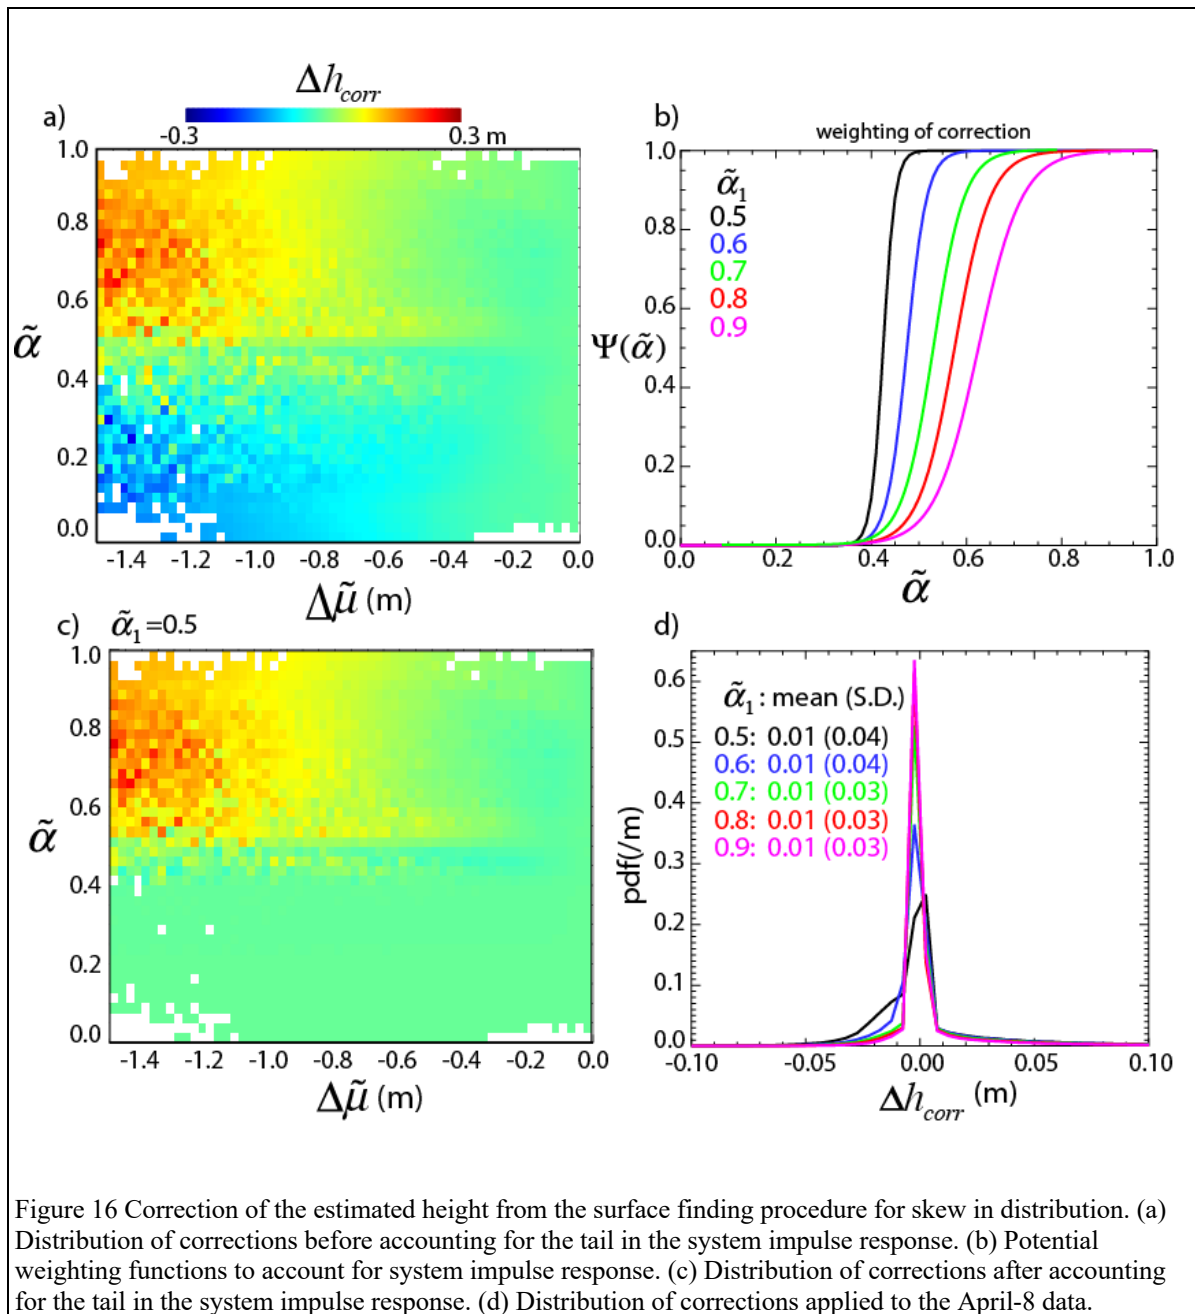 Δh_corr
a)
-0.3 0.3 m
1.0
0.8
0.6
α̃
0.4
0.2
0.0
-1.4 -1.2 -1.0 -0.8 -0.6 -0.4 -0.2 0.0
Δμ̃ (m)
b)
weighting of correction
1.0
α̃₁
0.5
0.8
0.6
0.7
0.8
0.6
0.9
Ψ(α̃)
0.4
0.2
0.0
0.0 0.2 0.4 0.6 0.8 1.0
α̃
c) α̃₁=0.5
1.0
0.8
0.6
α̃
0.4
0.2
0.0
-1.4 -1.2 -1.0 -0.8 -0.6 -0.4 -0.2 0.0
Δμ̃ (m)
d)
0.6
0.5
0.4
0.3
0.2
0.1
0.0
pdf(/m)
α̃₁: mean (S.D.)
0.5: 0.01 (0.04)
0.6: 0.01 (0.04)
0.7: 0.01 (0.03)
0.8: 0.01 (0.03)
0.9: 0.01 (0.03)
-0.10 -0.05 0.00 0.05 0.10
Δh_corr (m)
Figure 16 Correction of the estimated height from the surface finding procedure for skew in distribution. (a)
Distribution of corrections before accounting for the tail in the system impulse response. (b) Potential
weighting functions to account for system impulse response. (c) Distribution of corrections after accounting
for the tail in the system impulse response. (d) Distribution of corrections applied to the April-8 data.